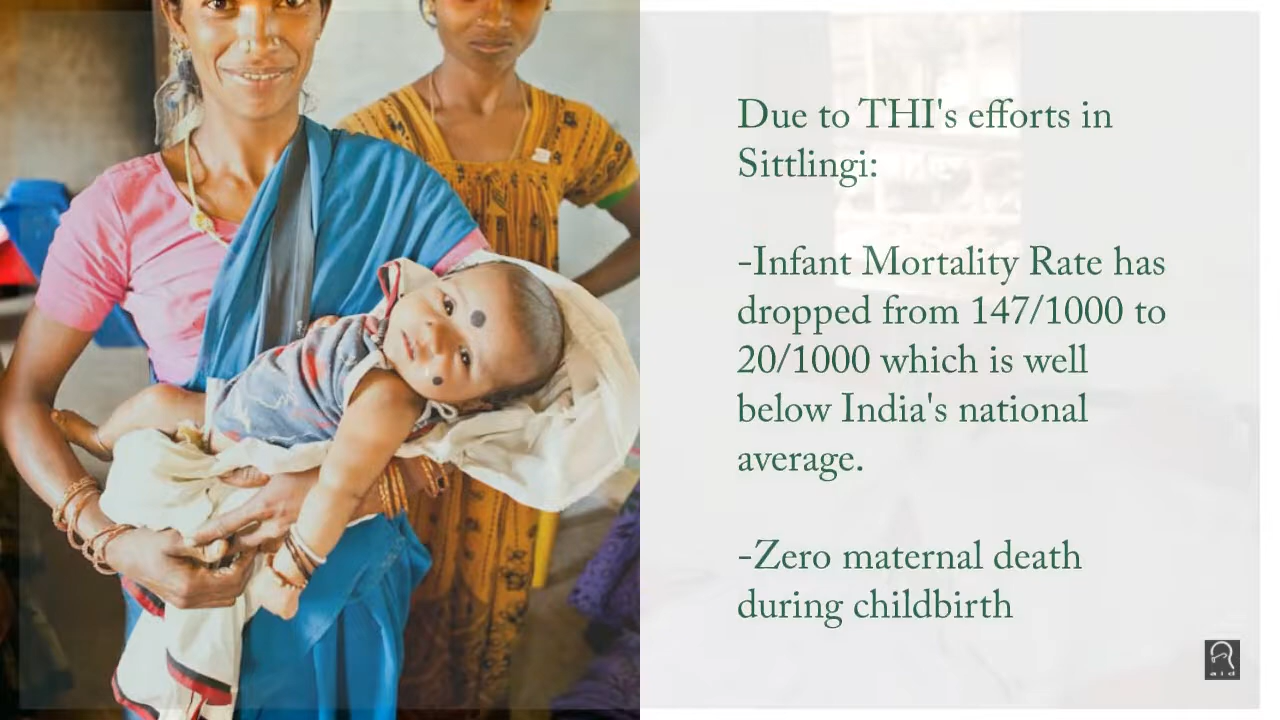 Due to THI's efforts in
Sittlingi:
-Infant Mortality Rate has
dropped from 147/1000 to
20/1000 which is well
below India's national
average.
-Zero maternal death
during childbirth
aid